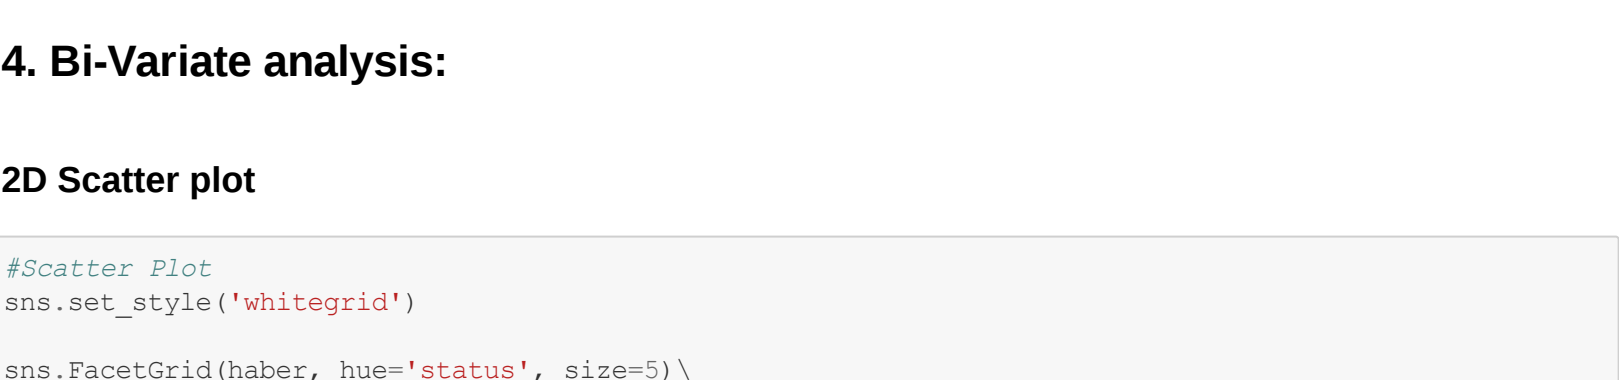 4. Bi-Variate analysis:
2D Scatter plot
#Scatter Plot
sns.set_style('whitegrid')
sns.FacetGrid(haber, hue='status', size=5)\